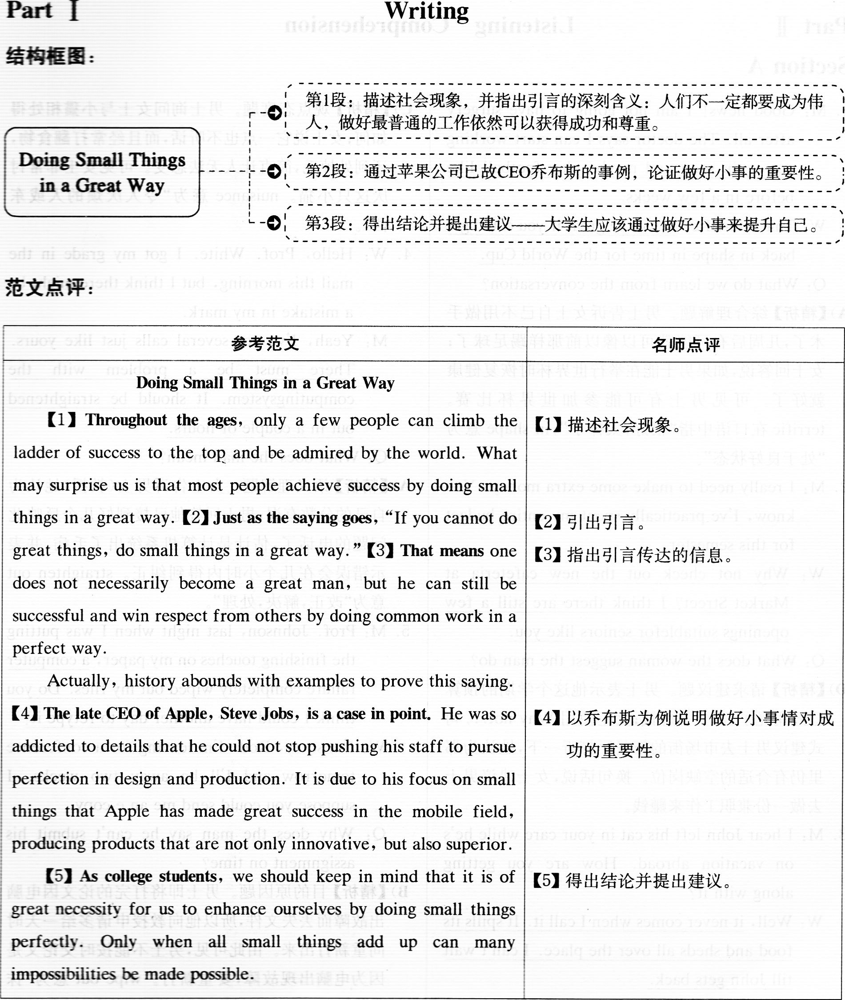 Part Ⅰ Writing
结构框图：
Doing Small Things
in a Great Way
第1段：描述社会现象，并指出引言的深刻含义：人们不一定都要成为伟
人，做好最普通的工作依然可以获得成功和尊重。
第2段：通过苹果公司已故CEO乔布斯的事例，论证做好小事的重要性。
第3段：得出结论并提出建议——大学生应该通过做好小事来提升自己。
范文点评：
参考范文
Doing Small Things in a Great Way
【1】Throughout the ages, only a few people can climb the
ladder of success to the top and be admired by the world. What
may surprise us is that most people achieve success by doing small
things in a great way.【2】Just as the saying goes, “If you cannot do
great things, do small things in a great way.”【3】That means one
does not necessarily become a great man, but he can still be
successful and win respect from others by doing common work in a
perfect way.
Actually, history abounds with examples to prove this saying.
【4】The late CEO of Apple, Steve Jobs, is a case in point. He was so
addicted to details that he could not stop pushing his staff to pursue
perfection in design and production. It is due to his focus on small
things that Apple has made great success in the mobile field,
producing products that are not only innovative, but also superior.
【5】As college students, we should keep in mind that it is of
great necessity for us to enhance ourselves by doing small things
perfectly. Only when all small things add up can many
impossibilities be made possible.
名师点评
【1】描述社会现象。
【2】引出引言。
【3】指出引言传达的信息。
【4】以乔布斯为例说明做好小事情对成
功的重要性。
【5】得出结论并提出建议。